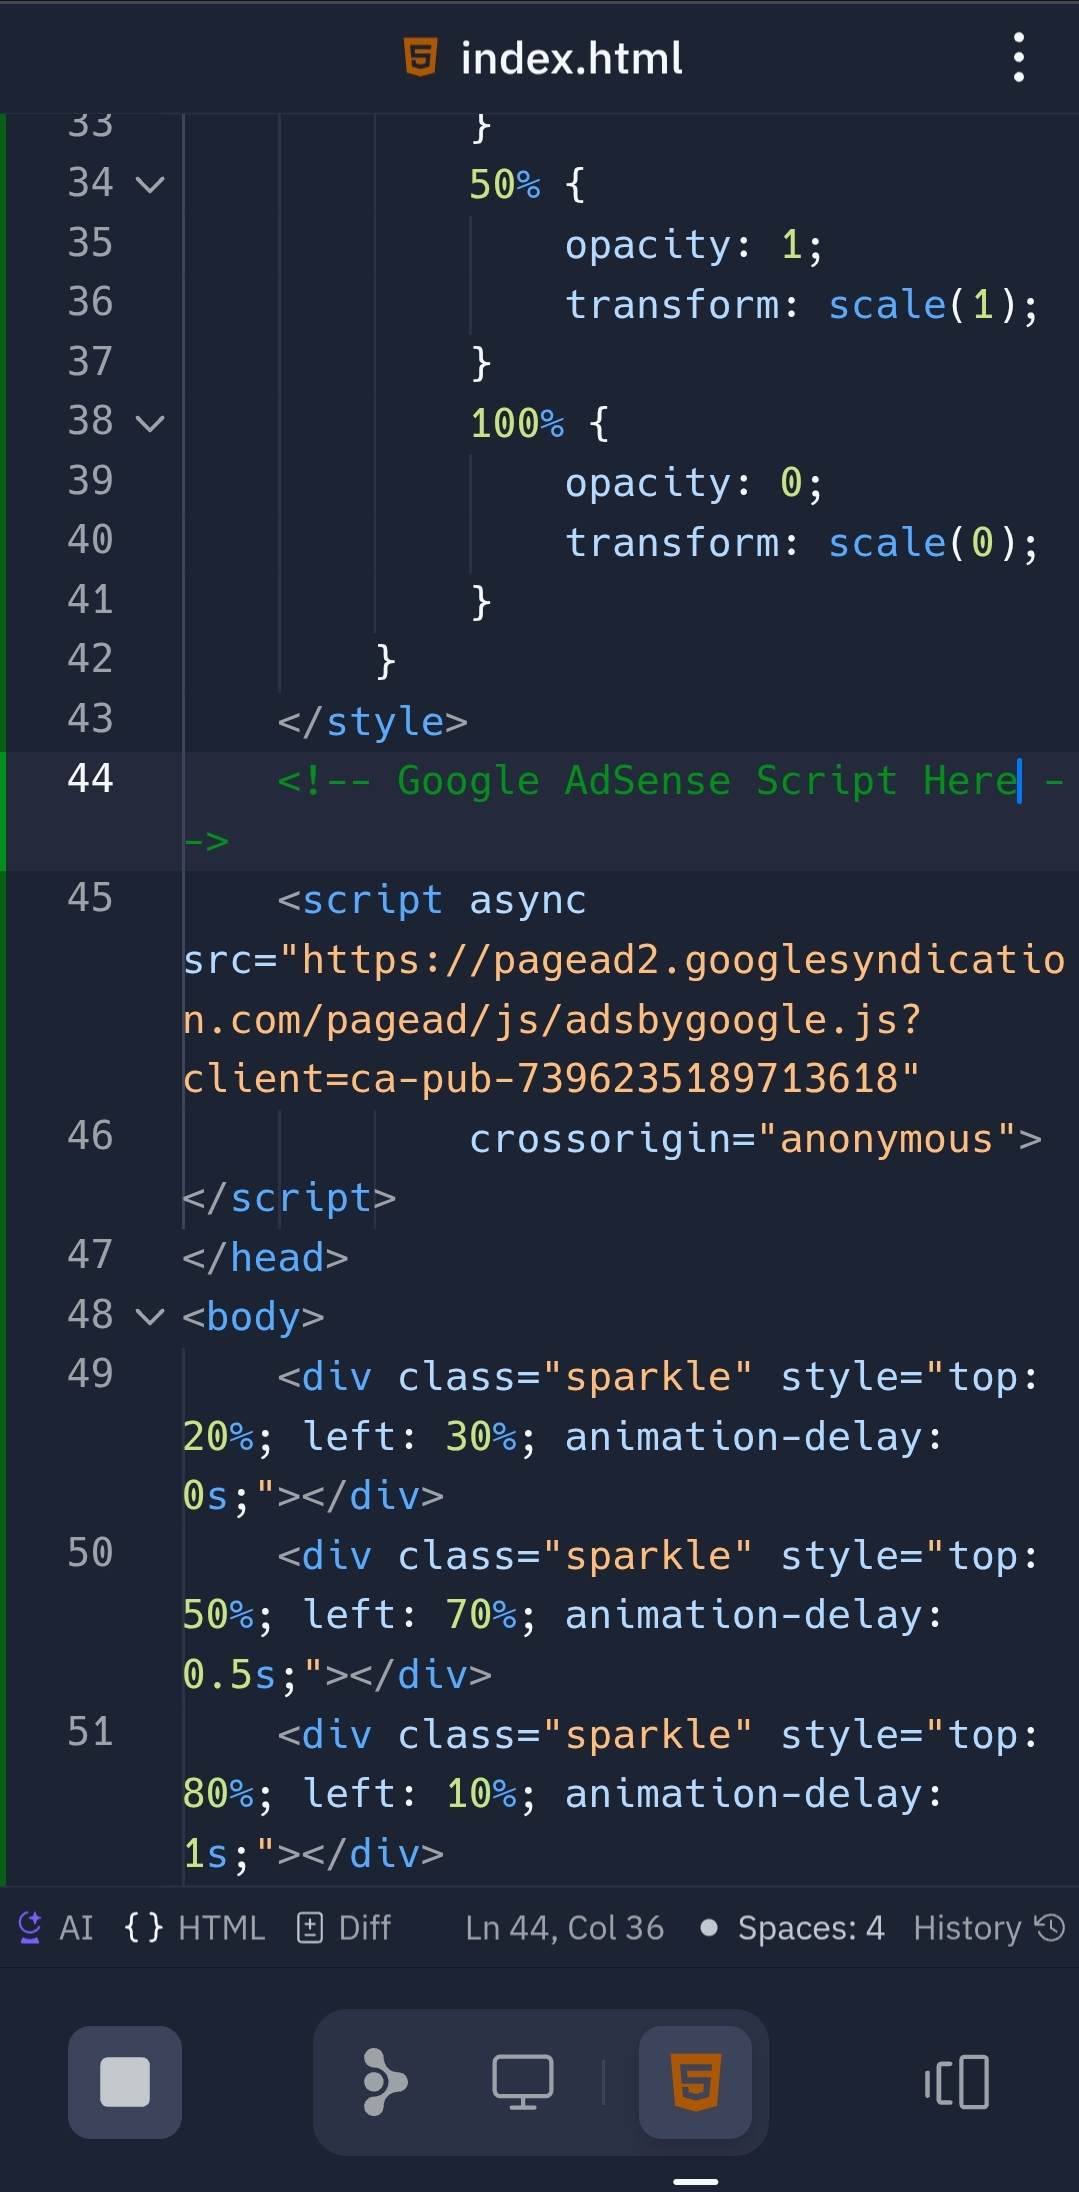 index.html
33 }
34 50% {
35 opacity: 1;
36 transform: scale(1);
37 }
38 100% {
39 opacity: 0;
40 transform: scale(0);
41 }
42 }
43 </style>
44 <!-- Google AdSense Script Here -
->
45 <script async
src="https://pagead2.googlesyndicatio
n.com/pagead/js/adsbygoogle.js?
client=ca-pub-7396235189713618"
46 crossorigin="anonymous">
</script>
47 </head>
48 <body>
49 <div class="sparkle" style="top:
20%; left: 30%; animation-delay:
0s;"></div>
50 <div class="sparkle" style="top:
50%; left: 70%; animation-delay:
0.5s;"></div>
51 <div class="sparkle" style="top:
80%; left: 10%; animation-delay:
1s;"></div>
AI {} HTML Diff Ln 44, Col 36 Spaces: 4 History